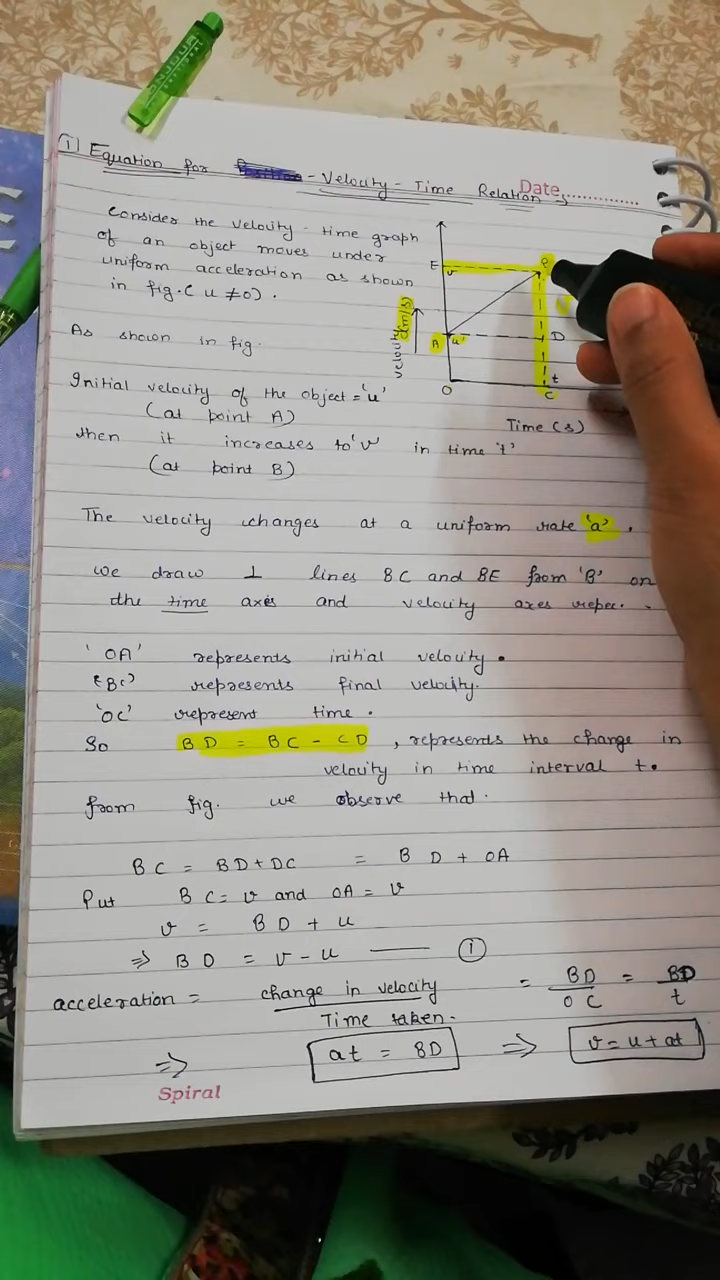 1) Equation for - Velocity - Time Relation
Date..............
Consider the velocity - time graph
of an object moves under
uniform acceleration as shown
in fig. (u ≠ 0).
As shown in fig.
Initial velocity of the object = 'u'
(at point A)
then it increases to 'v' in time 't'
(at point B)
E
v
A
u'
D
O
t
C
velocity (m/s)
Time (s)
The velocity changes at a uniform rate 'a'.
we draw ⊥ lines BC and BE from 'B' on
the time axis and velocity axes repec.
'OA' represents initial velocity.
'BC' represents final velocity.
'OC' represent time.
So BD = BC - CD, represents the change in
velocity in time interval t.
from fig. we observe that.
BC = BD + DC = BD + OA
Put BC = v and OA = v
v = BD + u
⇒ BD = v - u —— 1
acceleration = change in velocity / Time taken. = BD / OC = BD / t
⇒ at = BD ⇒ v = u + at
Spiral